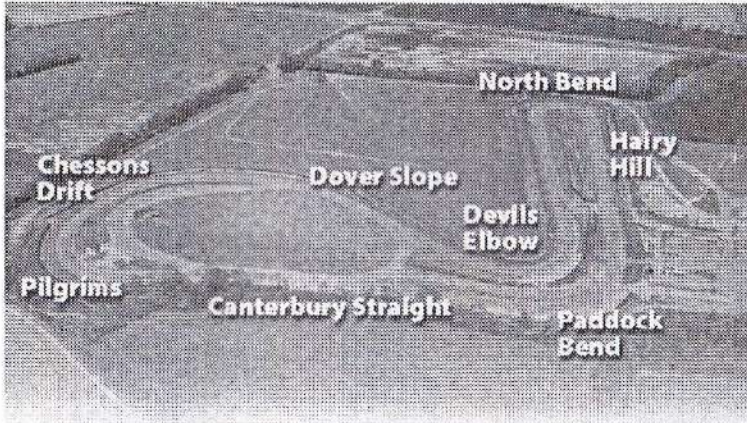 North Bend
Hairy
Hill
Chessons
Drift
Dover Slope
Devils
Elbow
Pilgrims
Canterbury Straight
Paddock
Bend